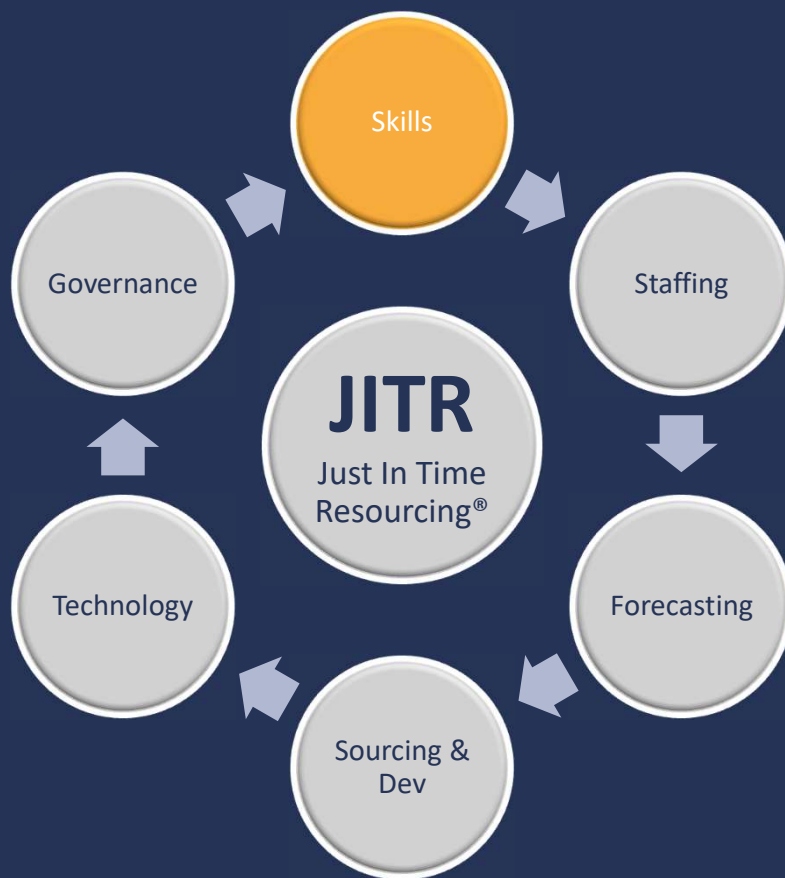 Skills
Staffing
Forecasting
Sourcing &
Dev
Technology
Governance
JITR
Just In Time
Resourcing®